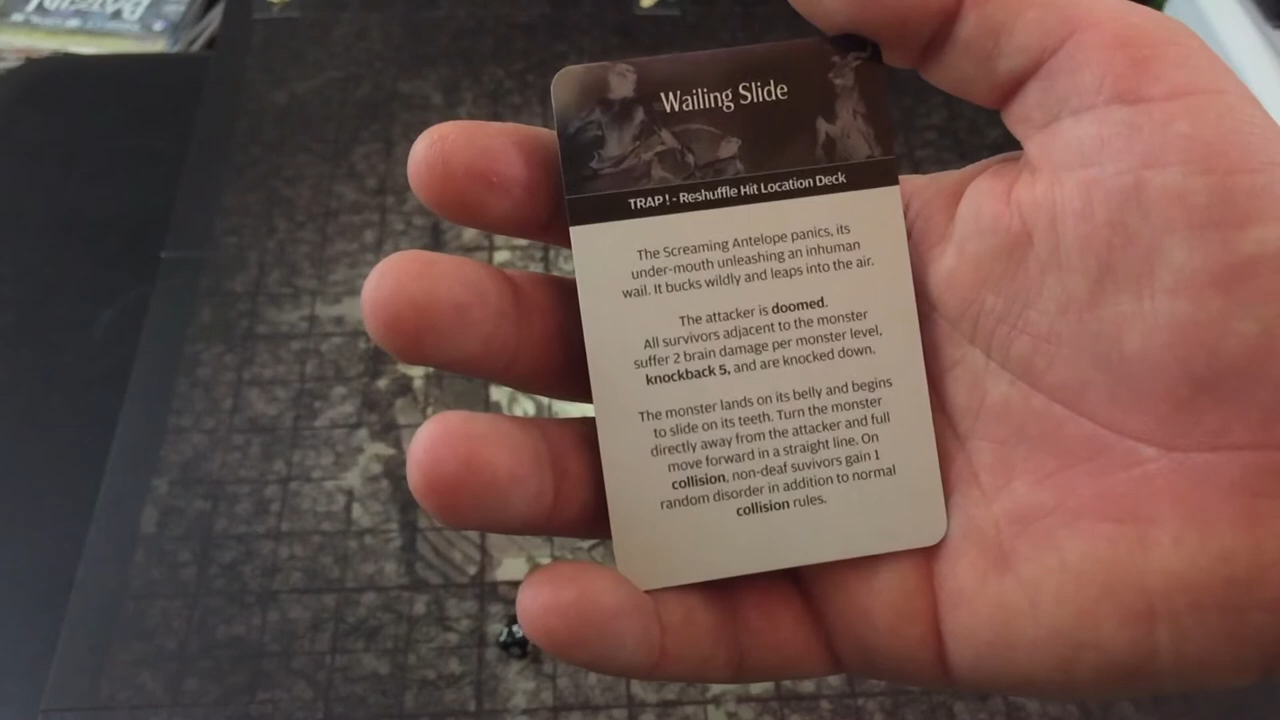 Wailing Slide
TRAP! - Reshuffle Hit Location Deck
The Screaming Antelope panics, its
under-mouth unleashing an inhuman
wail. It bucks wildly and leaps into the air.
The attacker is doomed.
All survivors adjacent to the monster
suffer 2 brain damage per monster level,
knockback 5, and are knocked down.
The monster lands on its belly and begins
to slide on its teeth. Turn the monster
directly away from the attacker and full
move forward in a straight line. On
collision, non-deaf suvivors gain 1
random disorder in addition to normal
collision rules.